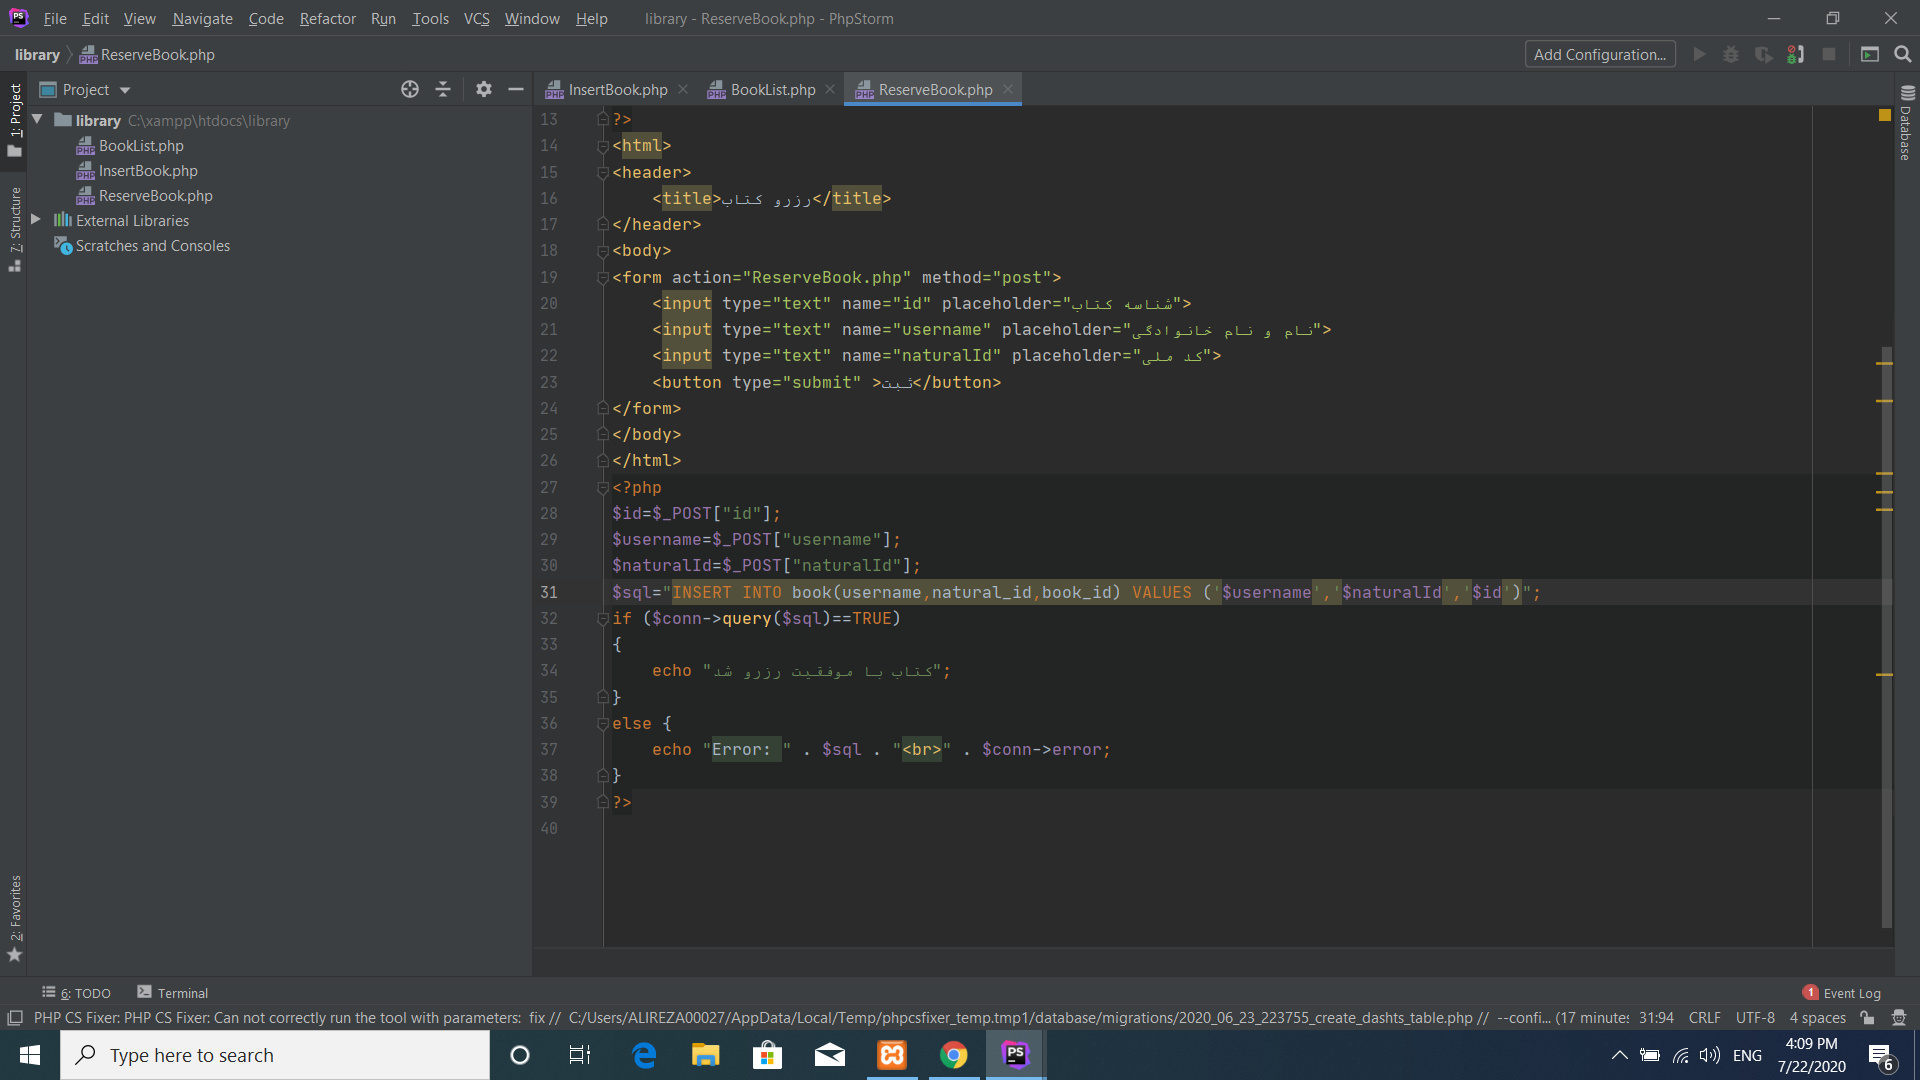 File Edit View Navigate Code Refactor Run Tools VCS Window Help library - ReserveBook.php - PhpStorm
library ReserveBook.php Add Configuration...
Project InsertBook.php BookList.php ReserveBook.php
1: Project
7: Structure
2: Favorites
Database
library C:\xampp\htdocs\library
BookList.php
InsertBook.php
ReserveBook.php
External Libraries
Scratches and Consoles
13 ?>
14 <html>
15 <header>
16 <title>رزرو کتاب</title>
17 </header>
18 <body>
19 <form action="ReserveBook.php" method="post">
20 <input type="text" name="id" placeholder="شناسه کتاب">
21 <input type="text" name="username" placeholder="نام و نام خانوادگی">
22 <input type="text" name="naturalId" placeholder="کد ملی">
23 <button type="submit" >ثبت</button>
24 </form>
25 </body>
26 </html>
27 <?php
28 $id=$_POST["id"];
29 $username=$_POST["username"];
30 $naturalId=$_POST["naturalId"];
31 $sql="INSERT INTO book(username,natural_id,book_id) VALUES ('$username','$naturalId','$id')";
32 if ($conn->query($sql)==TRUE)
33 {
34 echo "کتاب با موفقیت رزرو شد";
35 }
36 else {
37 echo "Error: " . $sql . "<br>" . $conn->error;
38 }
39 ?>
40
6: TODO Terminal 1 Event Log
PHP CS Fixer: PHP CS Fixer: Can not correctly run the tool with parameters: fix // C:/Users/ALIREZA00027/AppData/Local/Temp/phpcsfixer_temp.tmp1/database/migrations/2020_06_23_223755_create_dashts_table.php // --confi... (17 minutes 31:94 CRLF UTF-8 4 spaces
Type here to search PS ENG 4:09 PM
7/22/2020 6